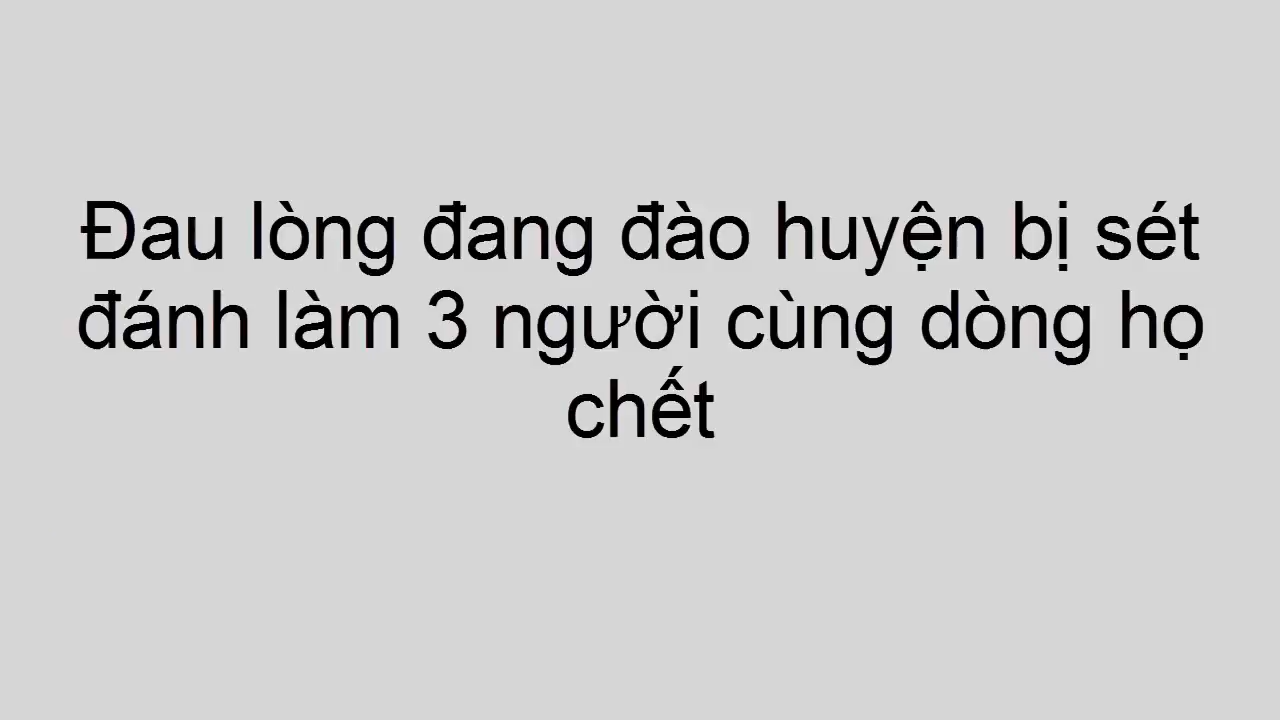 Đau lòng đang đào huyện bị sét
đánh làm 3 người cùng dòng họ
chết